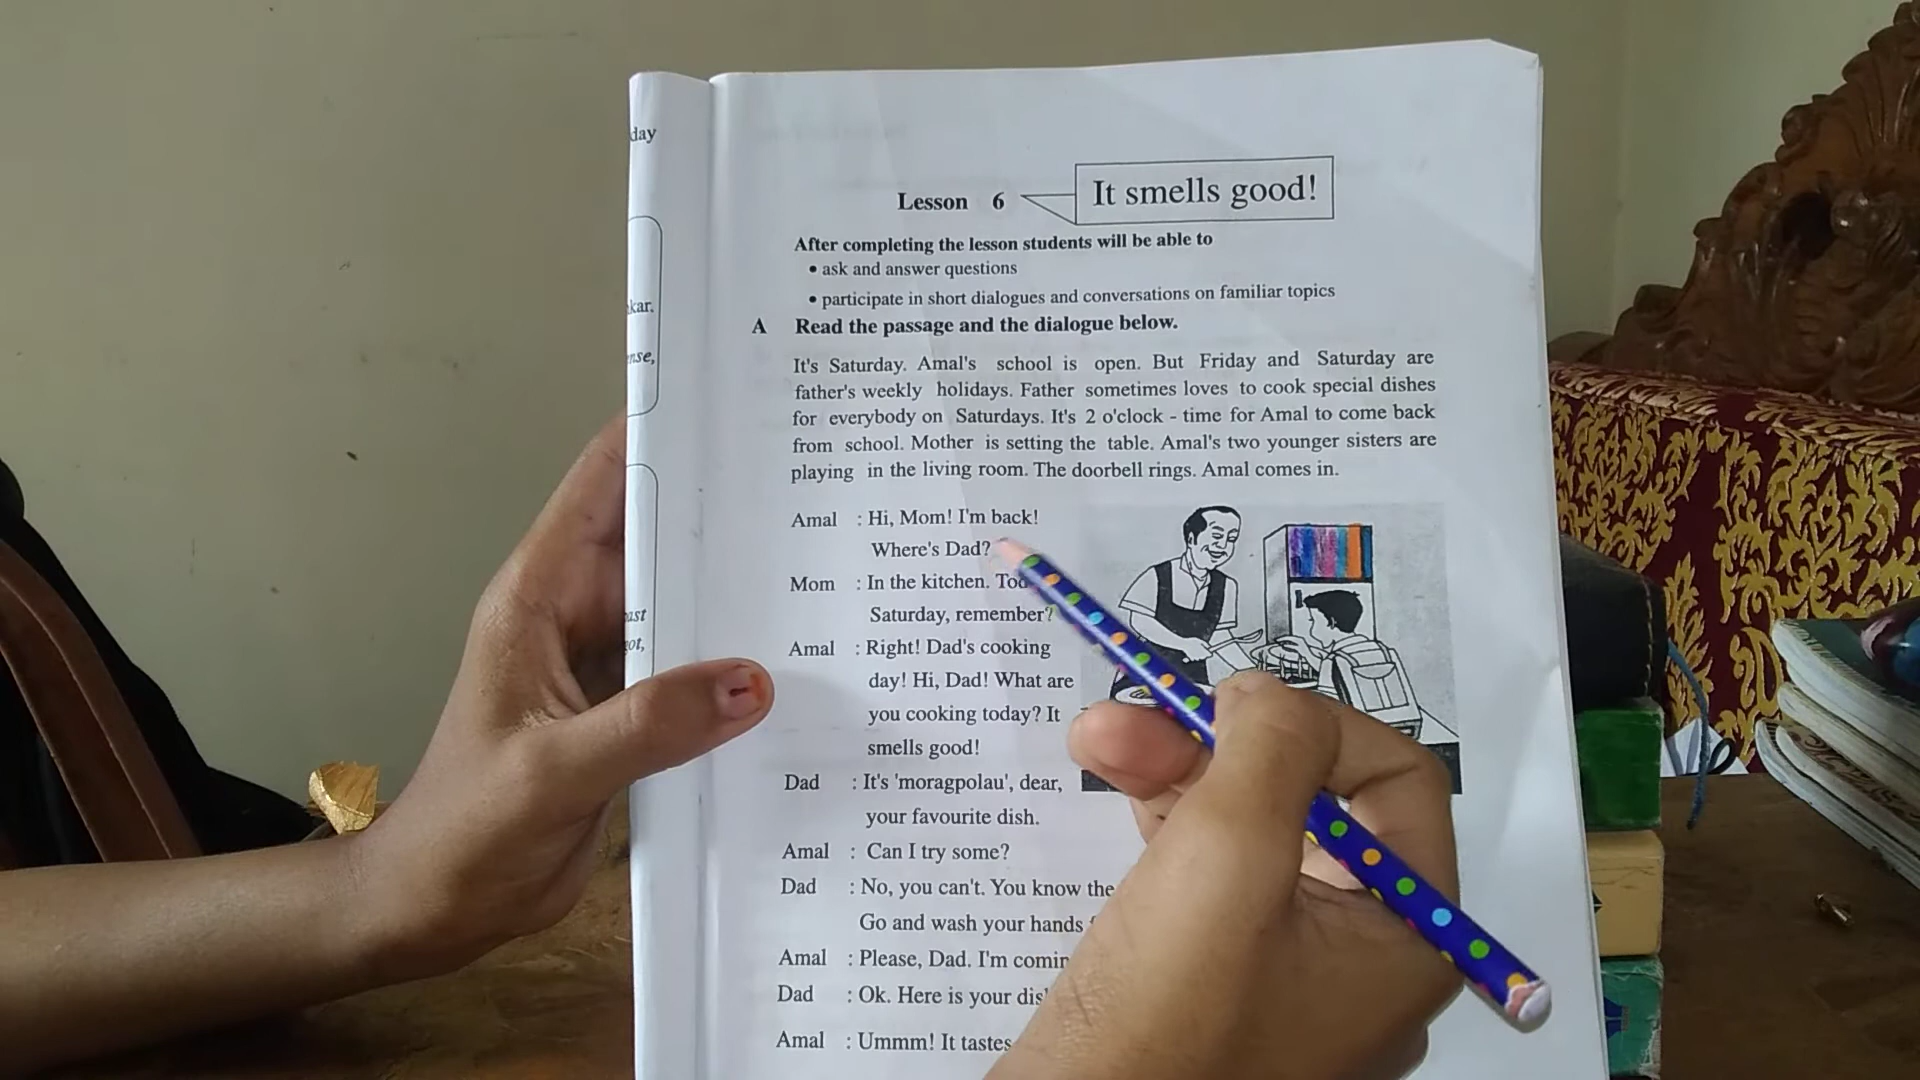 day
kar.
Lesson 6
It smells good!
After completing the lesson students will be able to
• ask and answer questions
• participate in short dialogues and conversations on familiar topics
A Read the passage and the dialogue below.
It's Saturday. Amal's school is open. But Friday and Saturday are
father's weekly holidays. Father sometimes loves to cook special dishes
for everybody on Saturdays. It's 2 o'clock - time for Amal to come back
from school. Mother is setting the table. Amal's two younger sisters are
playing in the living room. The doorbell rings. Amal comes in.
Amal : Hi, Mom! I'm back!
Where's Dad?
Mom : In the kitchen.
Saturday, remember?
Amal : Right! Dad's cooking
day! Hi, Dad! What are
you cooking today? It
smells good!
Dad : It's 'moragpolau', dear,
your favourite dish.
Amal : Can I try some?
Dad : No, you can't. You know the
Go and wash your hands
Amal : Please, Dad. I'm
Dad : Ok. Here is your
Amal : Ummm! It tastes